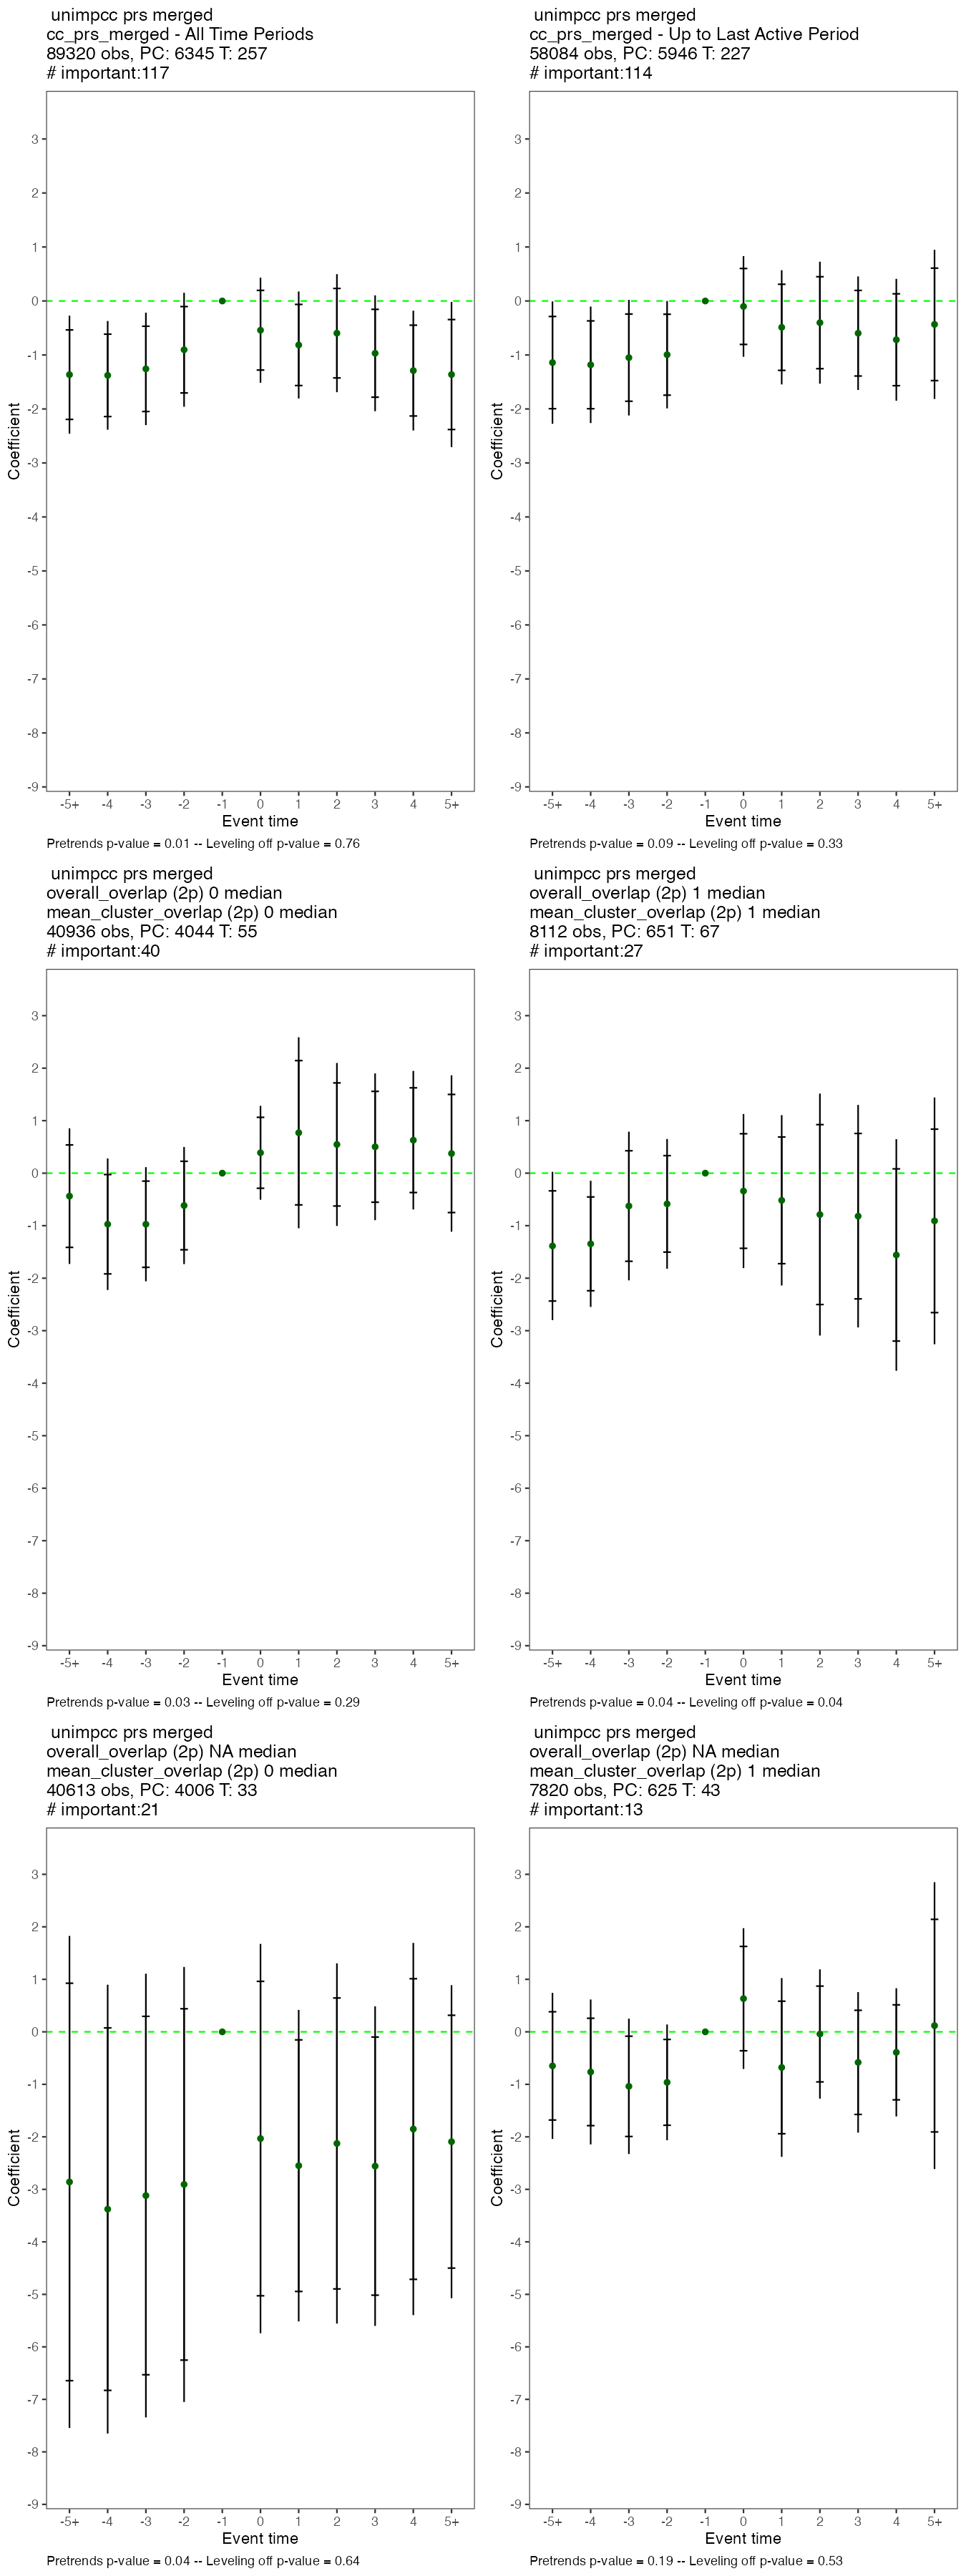 unimpcc prs merged
cc_prs_merged - All Time Periods
89320 obs, PC: 6345 T: 257
# important:117
3
2
1
0
-1
-2
-3
-4
-5
-6
-7
-8
-9
Coefficient
-5+ -4 -3 -2 -1 0 1 2 3 4 5+
Event time
Pretrends p-value = 0.01 -- Leveling off p-value = 0.76
unimpcc prs merged
cc_prs_merged - Up to Last Active Period
58084 obs, PC: 5946 T: 227
# important:114
3
2
1
0
-1
-2
-3
-4
-5
-6
-7
-8
-9
Coefficient
-5+ -4 -3 -2 -1 0 1 2 3 4 5+
Event time
Pretrends p-value = 0.09 -- Leveling off p-value = 0.33
unimpcc prs merged
overall_overlap (2p) 0 median
mean_cluster_overlap (2p) 0 median
40936 obs, PC: 4044 T: 55
# important:40
3
2
1
0
-1
-2
-3
-4
-5
-6
-7
-8
-9
Coefficient
-5+ -4 -3 -2 -1 0 1 2 3 4 5+
Event time
Pretrends p-value = 0.03 -- Leveling off p-value = 0.29
unimpcc prs merged
overall_overlap (2p) 1 median
mean_cluster_overlap (2p) 1 median
8112 obs, PC: 651 T: 67
# important:27
3
2
1
0
-1
-2
-3
-4
-5
-6
-7
-8
-9
Coefficient
-5+ -4 -3 -2 -1 0 1 2 3 4 5+
Event time
Pretrends p-value = 0.04 -- Leveling off p-value = 0.04
unimpcc prs merged
overall_overlap (2p) NA median
mean_cluster_overlap (2p) 0 median
40613 obs, PC: 4006 T: 33
# important:21
3
2
1
0
-1
-2
-3
-4
-5
-6
-7
-8
-9
Coefficient
-5+ -4 -3 -2 -1 0 1 2 3 4 5+
Event time
Pretrends p-value = 0.04 -- Leveling off p-value = 0.64
unimpcc prs merged
overall_overlap (2p) NA median
mean_cluster_overlap (2p) 1 median
7820 obs, PC: 625 T: 43
# important:13
3
2
1
0
-1
-2
-3
-4
-5
-6
-7
-8
-9
Coefficient
-5+ -4 -3 -2 -1 0 1 2 3 4 5+
Event time
Pretrends p-value = 0.19 -- Leveling off p-value = 0.53